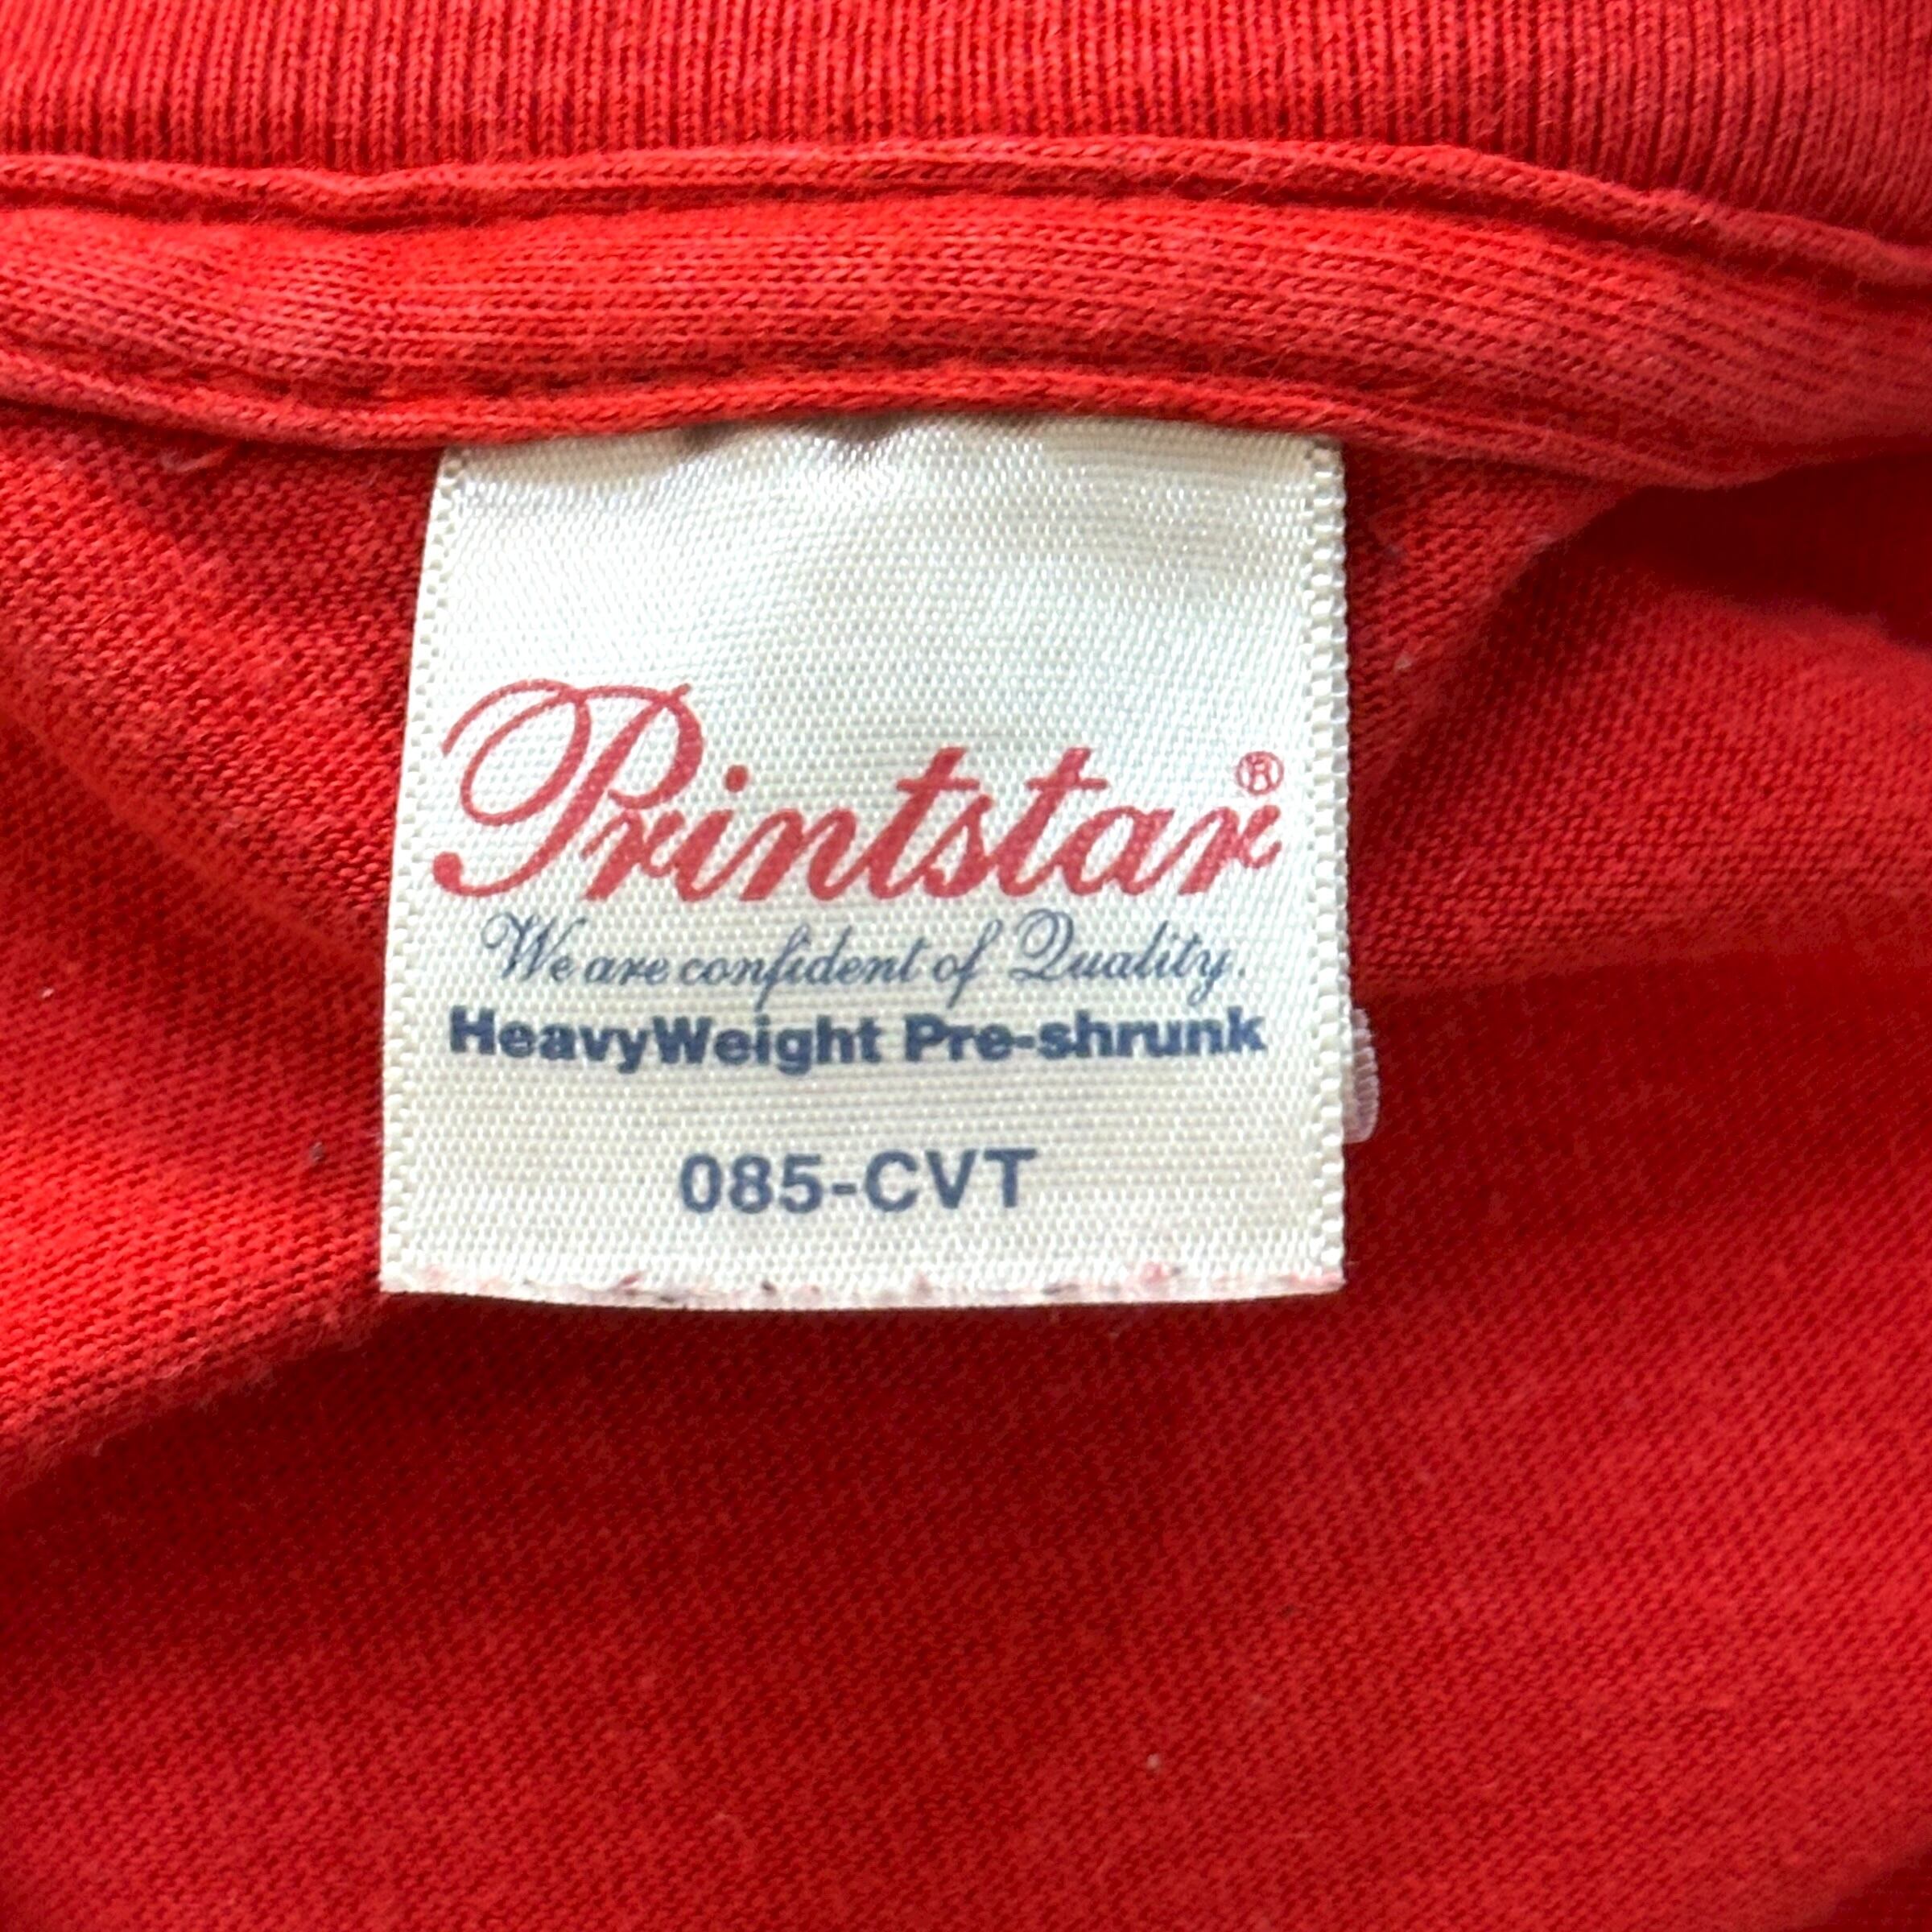 Printstar®
We are confident of Quality.
HeavyWeight Pre-shrunk
085-CVT